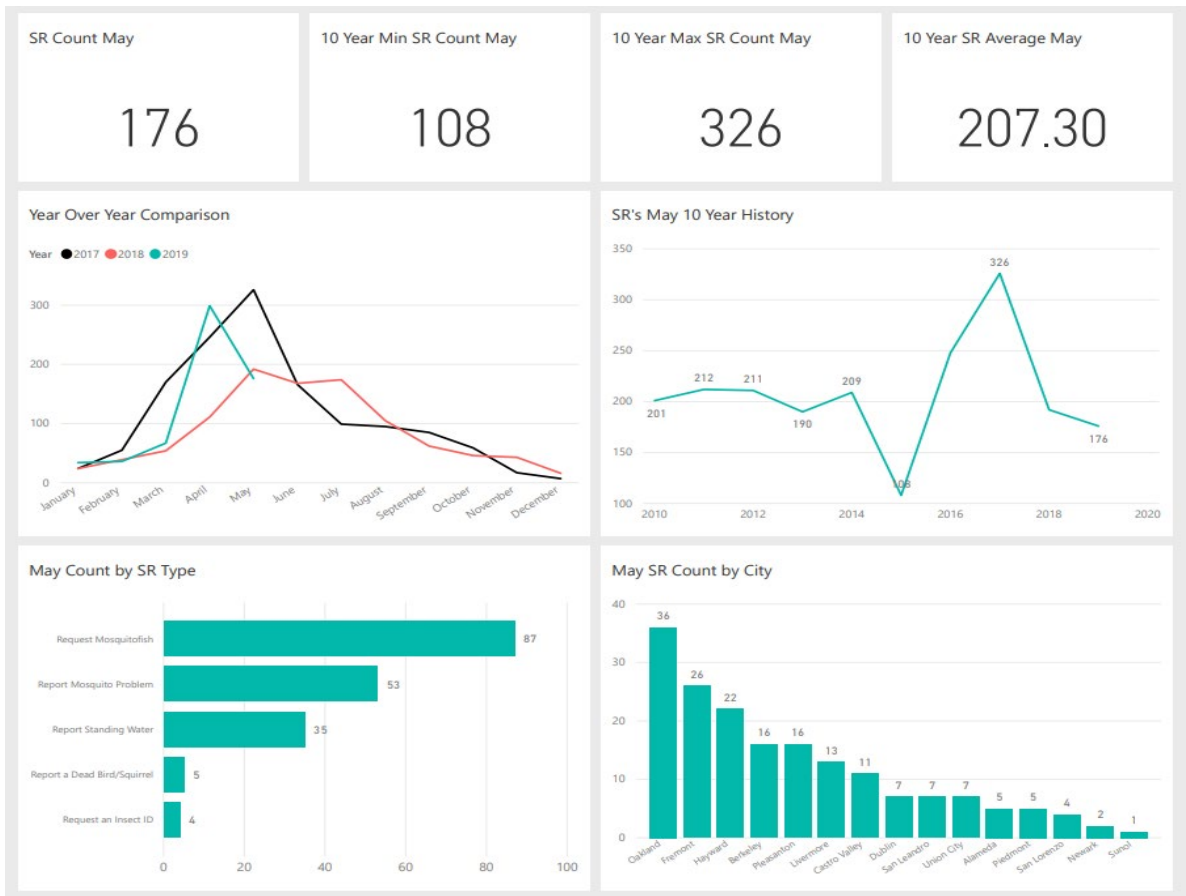 SR Count May
176
10 Year Min SR Count May
108
10 Year Max SR Count May
326
10 Year SR Average May
207.30
Year Over Year Comparison
Year 2017 2018 2019
300
200
100
0
January February March April May June July August September October November December
SR's May 10 Year History
350
300
250
200
150
100
201
212
211
190
209
108
326
176
2010 2012 2014 2016 2018 2020
May Count by SR Type
Request Mosquitofish 87
Report Mosquito Problem 53
Report Standing Water 35
Report a Dead Bird/Squirrel 5
Request an Insect ID 4
0 20 40 60 80 100
May SR Count by City
40
30
20
10
0
36 26 22 16 16 13 11 7 7 7 5 5 4 2 1
Oakland Fremont Hayward Berkeley Pleasanton Livermore Castro Valley Dublin San Leandro Union City Alameda Piedmont San Lorenzo Newark Sunol